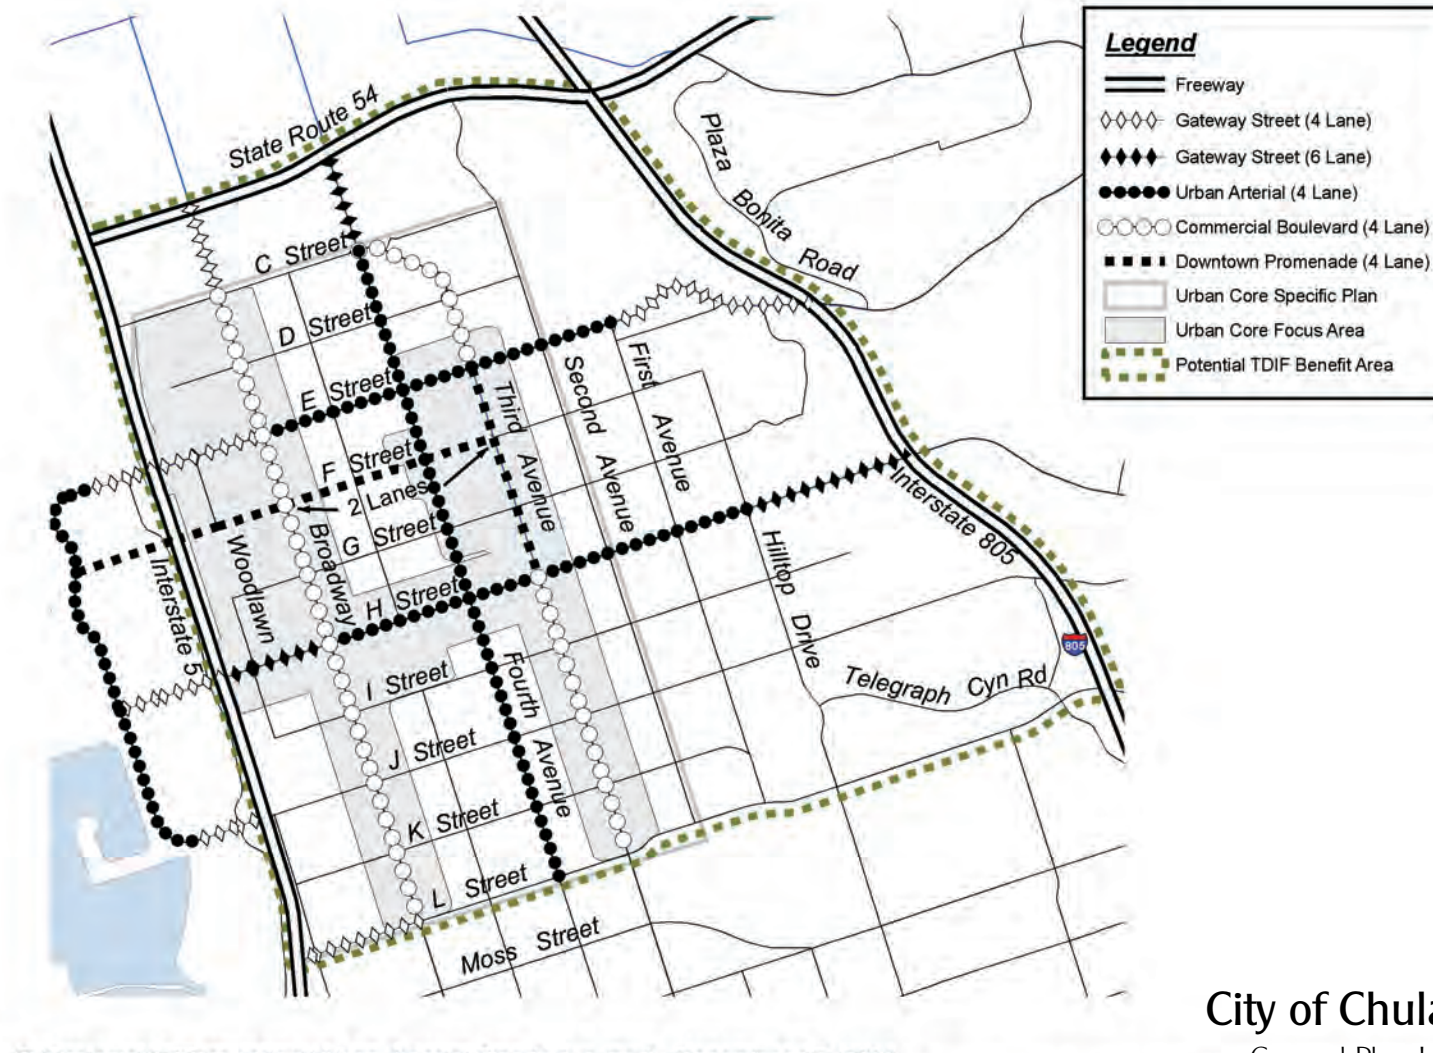 Legend
Freeway
Gateway Street (4 Lane)
Gateway Street (6 Lane)
Urban Arterial (4 Lane)
Commercial Boulevard (4 Lane)
Downtown Promenade (4 Lane)
Urban Core Specific Plan
Urban Core Focus Area
Potential TDIF Benefit Area
State Route 54
Plaza
Bonita
Road
C Street
D Street
E Street
F Street
2 Lanes
G Street
H Street
I Street
J Street
K Street
L Street
Moss Street
Interstate 5
Woodlawn
Broadway
Fourth
Avenue
Third
Avenue
Second
Avenue
First
Avenue
Hilltop
Drive
Interstate 805
805
Telegraph Cyn Rd
City of Chula